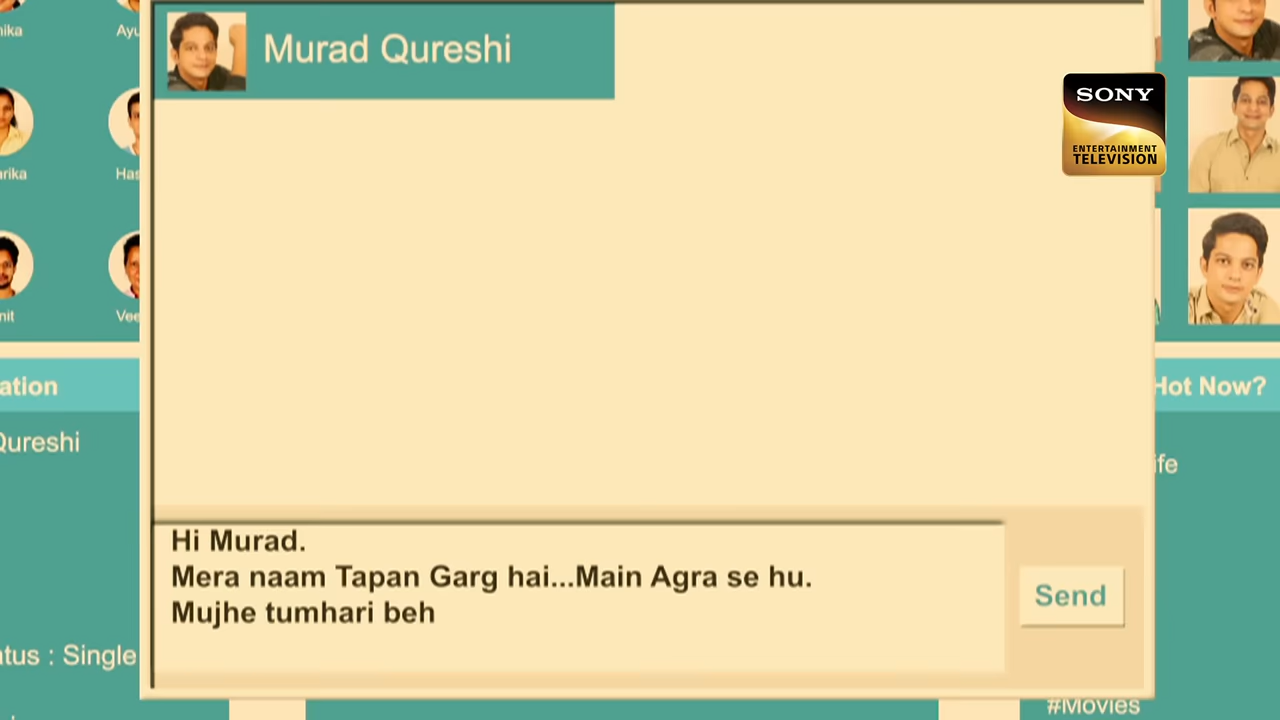 Murad Qureshi
SONY
ENTERTAINMENT
TELEVISION
Hot Now?
Qureshi
Hi Murad.
Mera naam Tapan Garg hai...Main Agra se hu.
Mujhe tumhari beh
Send
: Single
#Movies